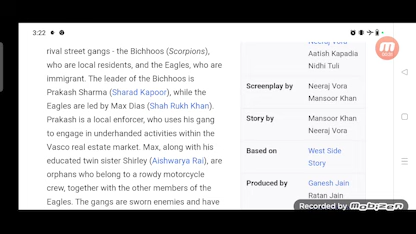 3:22
rival street gangs - the Bichhoos (Scorpions),
who are local residents, and the Eagles, who are
immigrant. The leader of the Bichhoos is
Prakash Sharma (Sharad Kapoor), while the
Eagles are led by Max Dias (Shah Rukh Khan).
Prakash is a local enforcer, who uses his gang
to engage in underhanded activities within the
Vasco real estate market. Max, along with his
educated twin sister Shirley (Aishwarya Rai), are
orphans who belong to a rowdy motorcycle
crew, together with the other members of the
Eagles. The gangs are sworn enemies and have
Neeraj Vora
Aatish Kapadia
Nidhi Tuli
Screenplay by
Neeraj Vora
Mansoor Khan
Story by
Mansoor Khan
Neeraj Vora
Based on
West Side
Story
Produced by
Ganesh Jain
Ratan Jain
Recorded by Mobizen